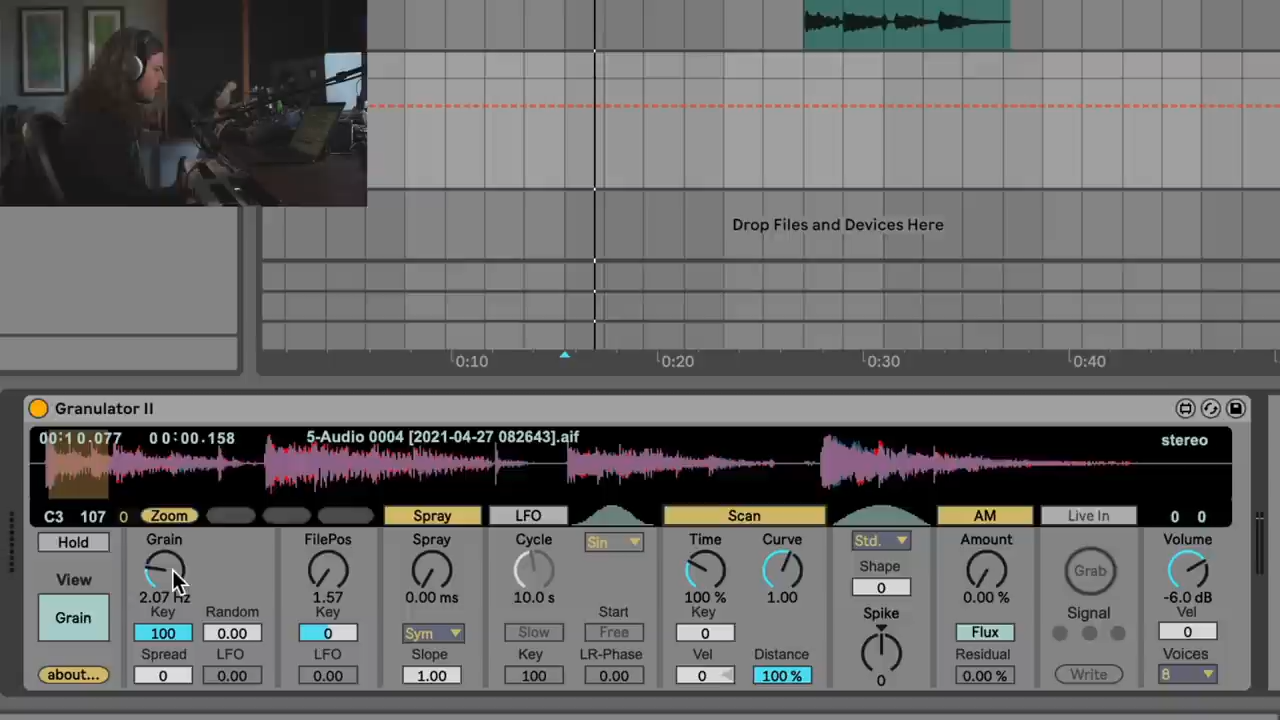 Drop Files and Devices Here
0:10
0:20
0:30
0:40
Granulator II
00:10.077 00:00.158 5-Audio 0004 [2021-04-27 082643].aif stereo
C3 107 0 Zoom Spray LFO Scan AM Live In 0 0
Hold Grain FilePos Spray Cycle Sin Time Curve Std. Amount Grab Volume
View 2.07 Hz 1.57 0.00 ms 10.0 s 100 % 1.00 Shape 0 0.00 % -6.0 dB
Grain Key Random Key Start Key Spike Signal Vel
100 0.00 0 Sym Slow Free 0 Flux 0
Spread LFO LFO Slope Key LR-Phase Vel Distance Residual Voices
about... 0 0.00 0.00 1.00 100 0.00 0 100 % 0 0.00 % Write 8